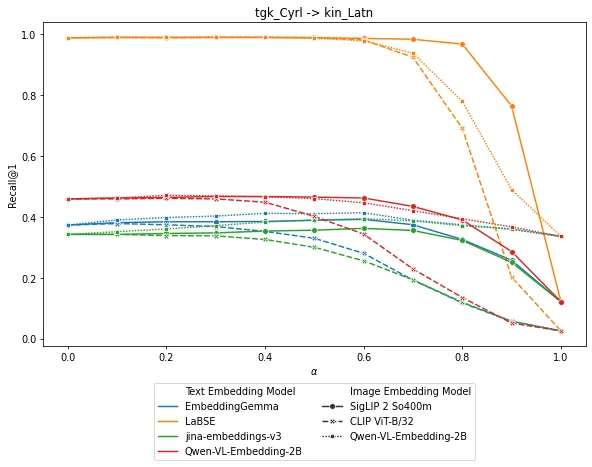 tgk_Cyrl -> kin_Latn
Recall@1
1.0
0.8
0.6
0.4
0.2
0.0
0.0 0.2 0.4 0.6 0.8 1.0
α
Text Embedding Model Image Embedding Model
EmbeddingGemma SigLIP 2 So400m
LaBSE CLIP ViT-B/32
jina-embeddings-v3 Qwen-VL-Embedding-2B
Qwen-VL-Embedding-2B